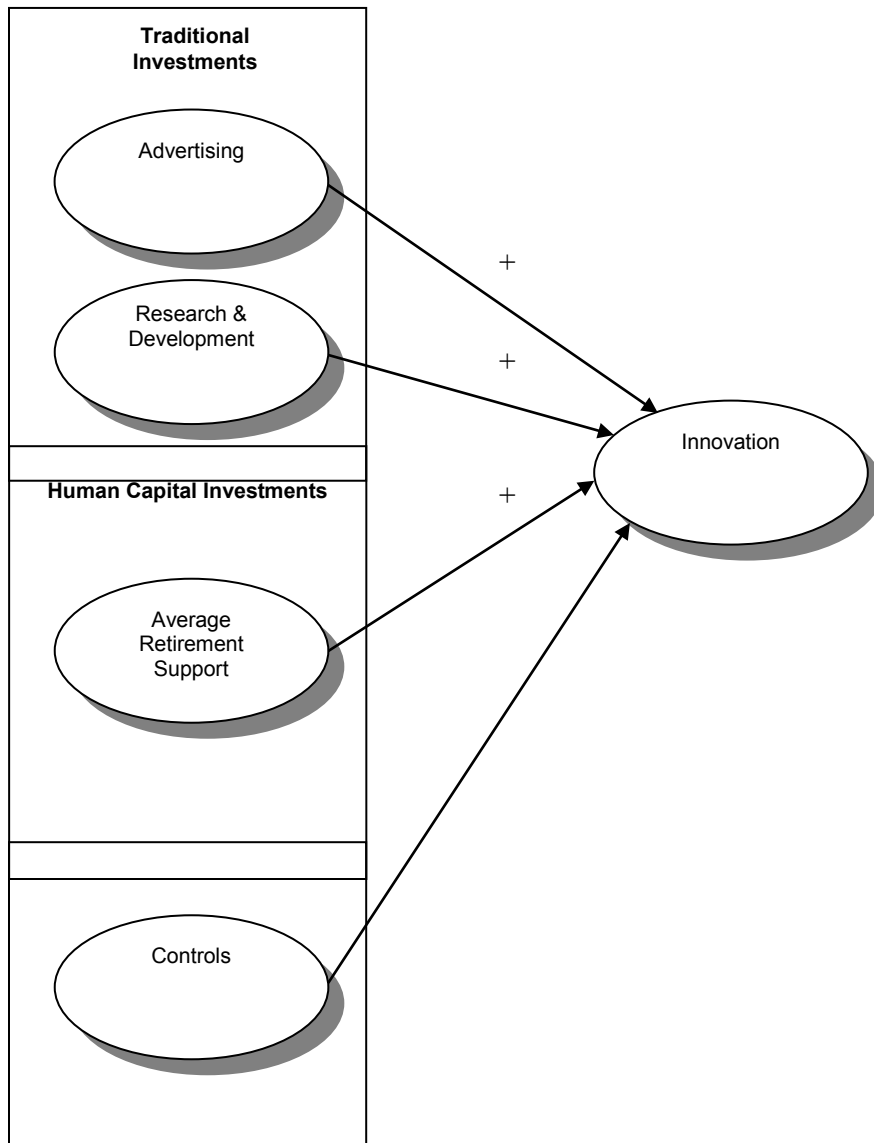 Traditional
Investments
Advertising
+
Research &
Development
+
Innovation
Human Capital Investments
+
Average
Retirement
Support
Controls